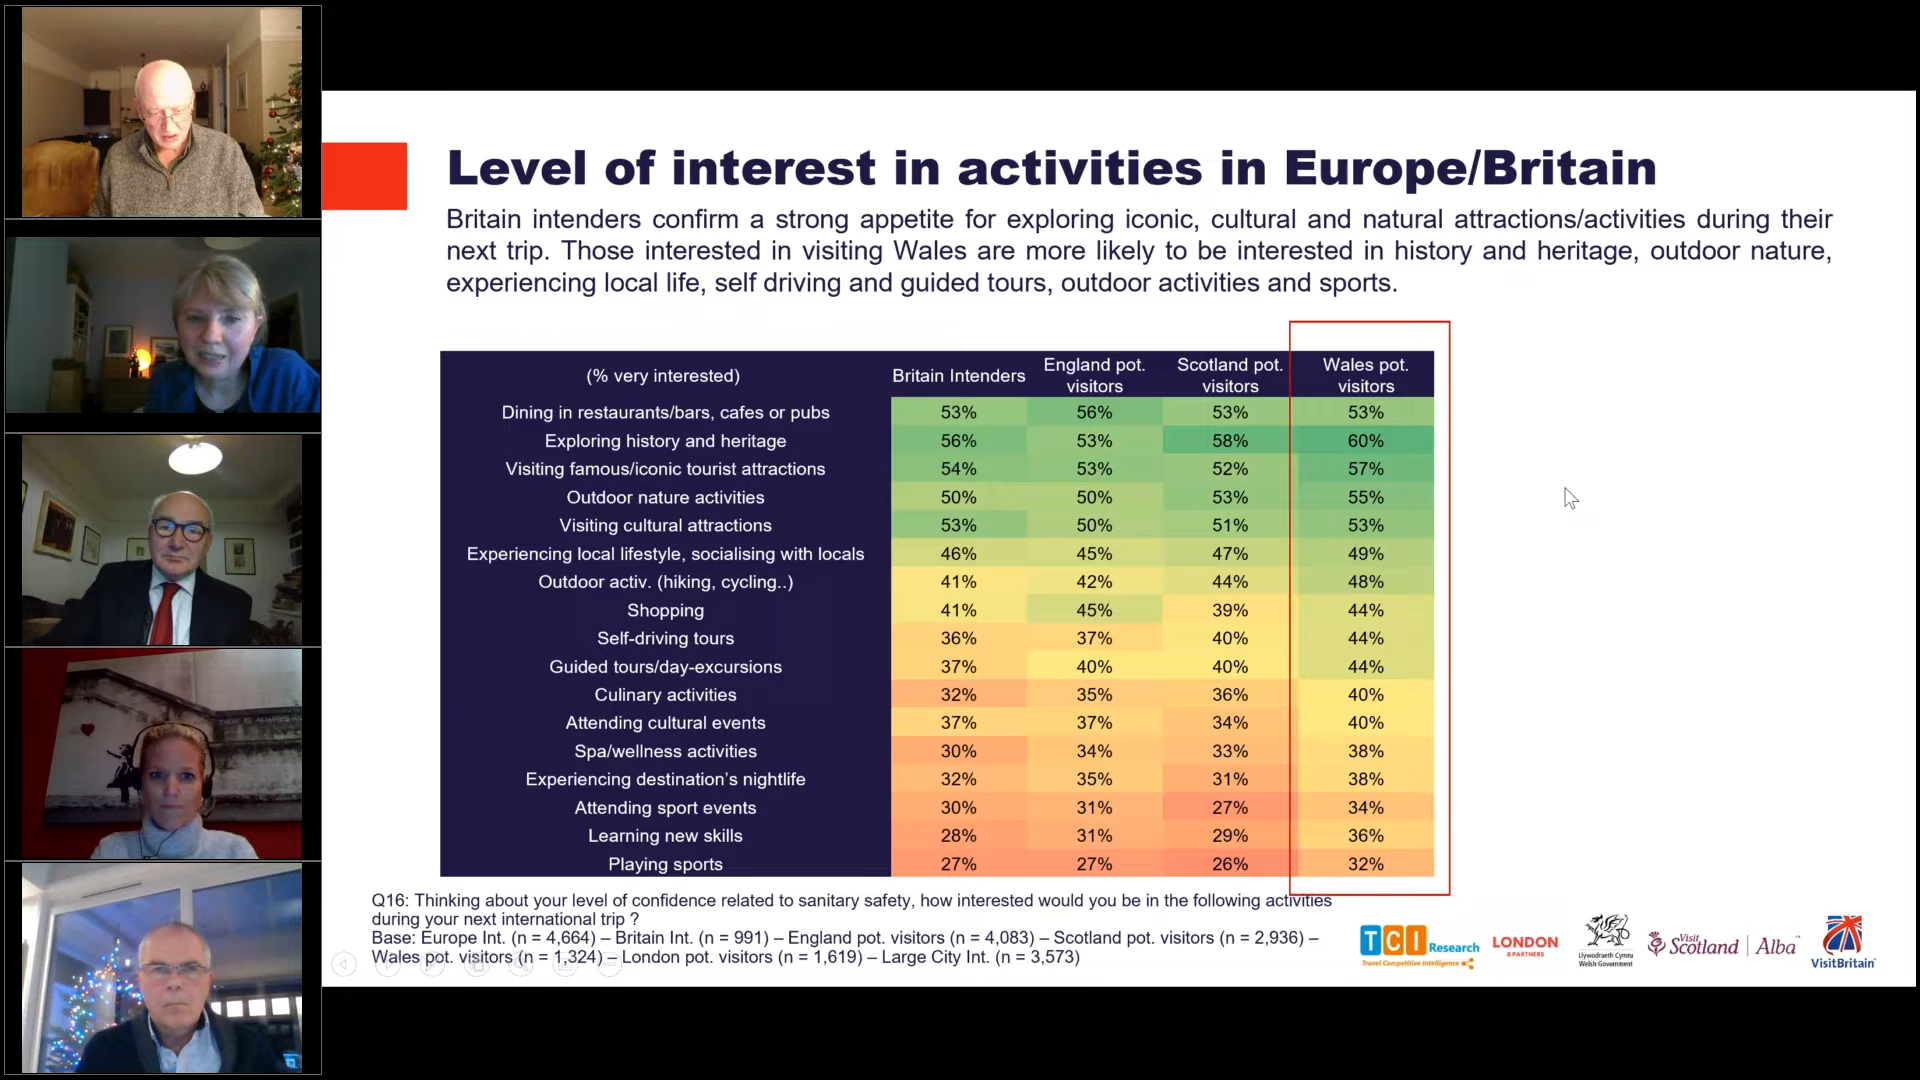 Level of interest in activities in Europe/Britain
Britain intenders confirm a strong appetite for exploring iconic, cultural and natural attractions/activities during their
next trip. Those interested in visiting Wales are more likely to be interested in history and heritage, outdoor nature,
experiencing local life, self driving and guided tours, outdoor activities and sports.
(% very interested) Britain Intenders England pot. visitors Scotland pot. visitors Wales pot. visitors
Dining in restaurants/bars, cafes or pubs 53% 56% 53% 53%
Exploring history and heritage 56% 53% 58% 60%
Visiting famous/iconic tourist attractions 54% 53% 52% 57%
Outdoor nature activities 50% 50% 53% 55%
Visiting cultural attractions 53% 50% 51% 53%
Experiencing local lifestyle, socialising with locals 46% 45% 47% 49%
Outdoor activ. (hiking, cycling..) 41% 42% 44% 48%
Shopping 41% 45% 39% 44%
Self-driving tours 36% 37% 40% 44%
Guided tours/day-excursions 37% 40% 40% 44%
Culinary activities 32% 35% 36% 40%
Attending cultural events 37% 37% 34% 40%
Spa/wellness activities 30% 34% 33% 38%
Experiencing destination's nightlife 32% 35% 31% 38%
Attending sport events 30% 31% 27% 34%
Learning new skills 28% 31% 29% 36%
Playing sports 27% 27% 26% 32%
Q16: Thinking about your level of confidence related to sanitary safety, how interested would you be in the following activities
during your next international trip ?
Base: Europe Int. (n = 4,664) – Britain Int. (n = 991) – England pot. visitors (n = 4,083) – Scotland pot. visitors (n = 2,936) –
Wales pot. visitors (n = 1,324) – London pot. visitors (n = 1,619) – Large City Int. (n = 3,573)
TCI Research
Travel Competitive Intelligence
LONDON
& PARTNERS
Llywodraeth Cymru
Welsh Government
Visit
Scotland | Alba
VisitBritain